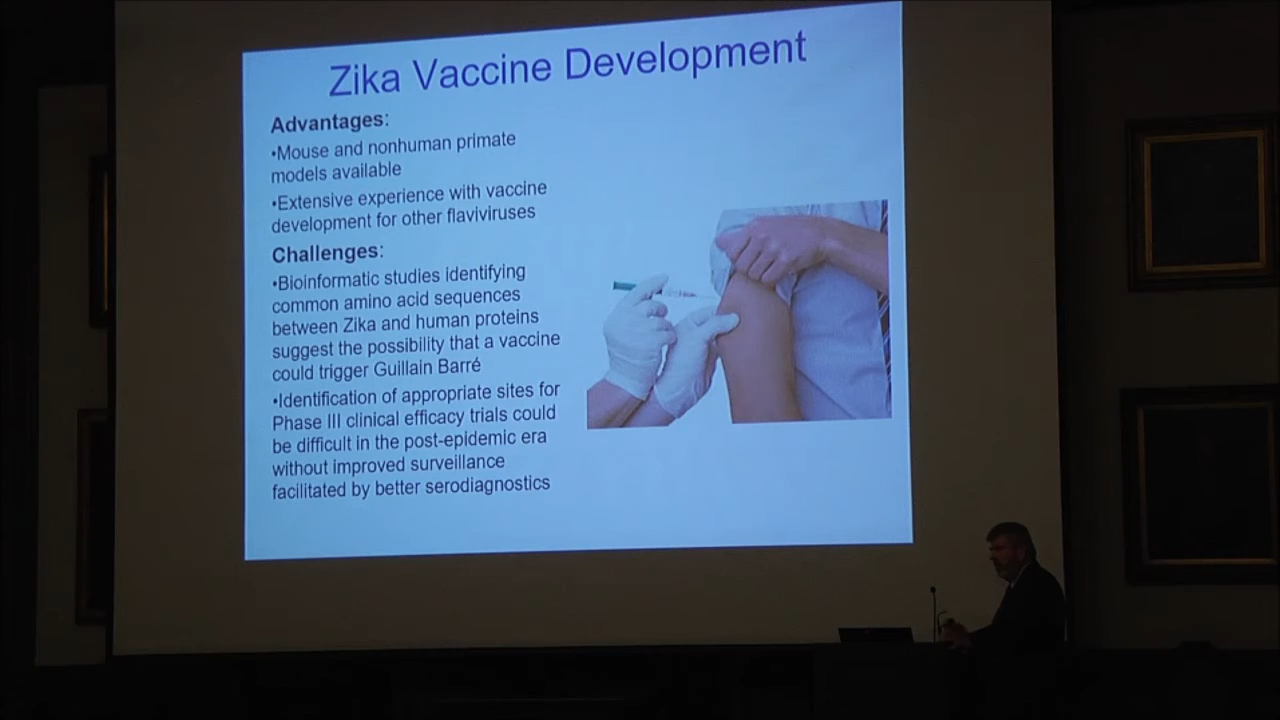 Zika Vaccine Development
Advantages:
•Mouse and nonhuman primate
models available
•Extensive experience with vaccine
development for other flaviviruses
Challenges:
•Bioinformatic studies identifying
common amino acid sequences
between Zika and human proteins
suggest the possibility that a vaccine
could trigger Guillain Barré
•Identification of appropriate sites for
Phase III clinical efficacy trials could
be difficult in the post-epidemic era
without improved surveillance
facilitated by better serodiagnostics